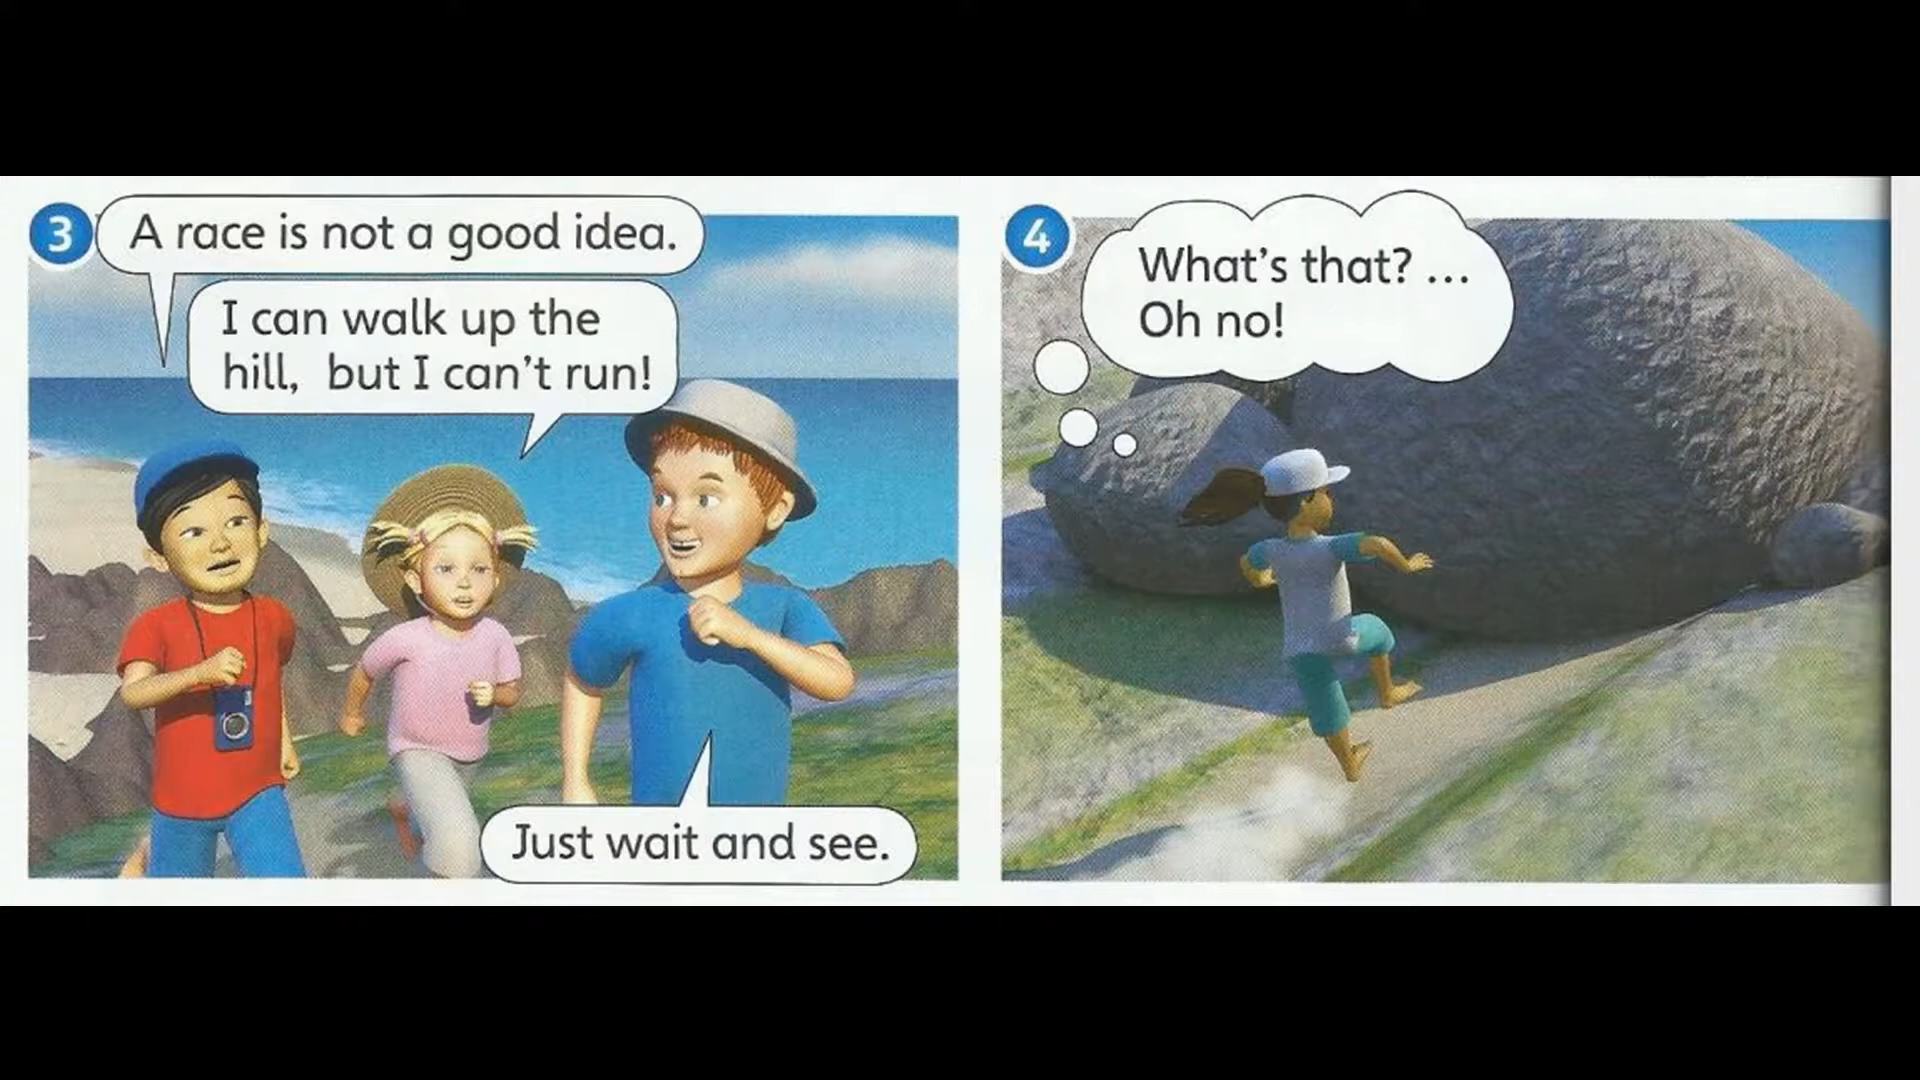 3
A race is not a good idea.
I can walk up the
hill, but I can't run!
Just wait and see.
4
What's that? ...
Oh no!